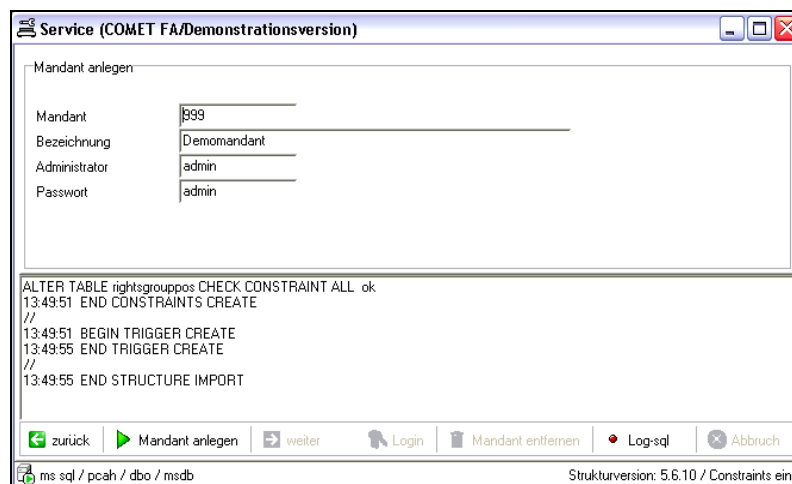 Service (COMET FA/Demonstrationsversion)
Mandant anlegen
Mandant 999
Bezeichnung Demomandant
Administrator admin
Passwort admin
ALTER TABLE rightsgrouppos CHECK CONSTRAINT ALL ok
13:49:51 END CONSTRAINTS CREATE
//
13:49:51 BEGIN TRIGGER CREATE
13:49:55 END TRIGGER CREATE
//
13:49:55 END STRUCTURE IMPORT
zurück Mandant anlegen weiter Login Mandant entfernen Log-sql Abbruch
ms sql / pcah / dbo / msdb Strukturversion: 5.6.10 / Constraints ein